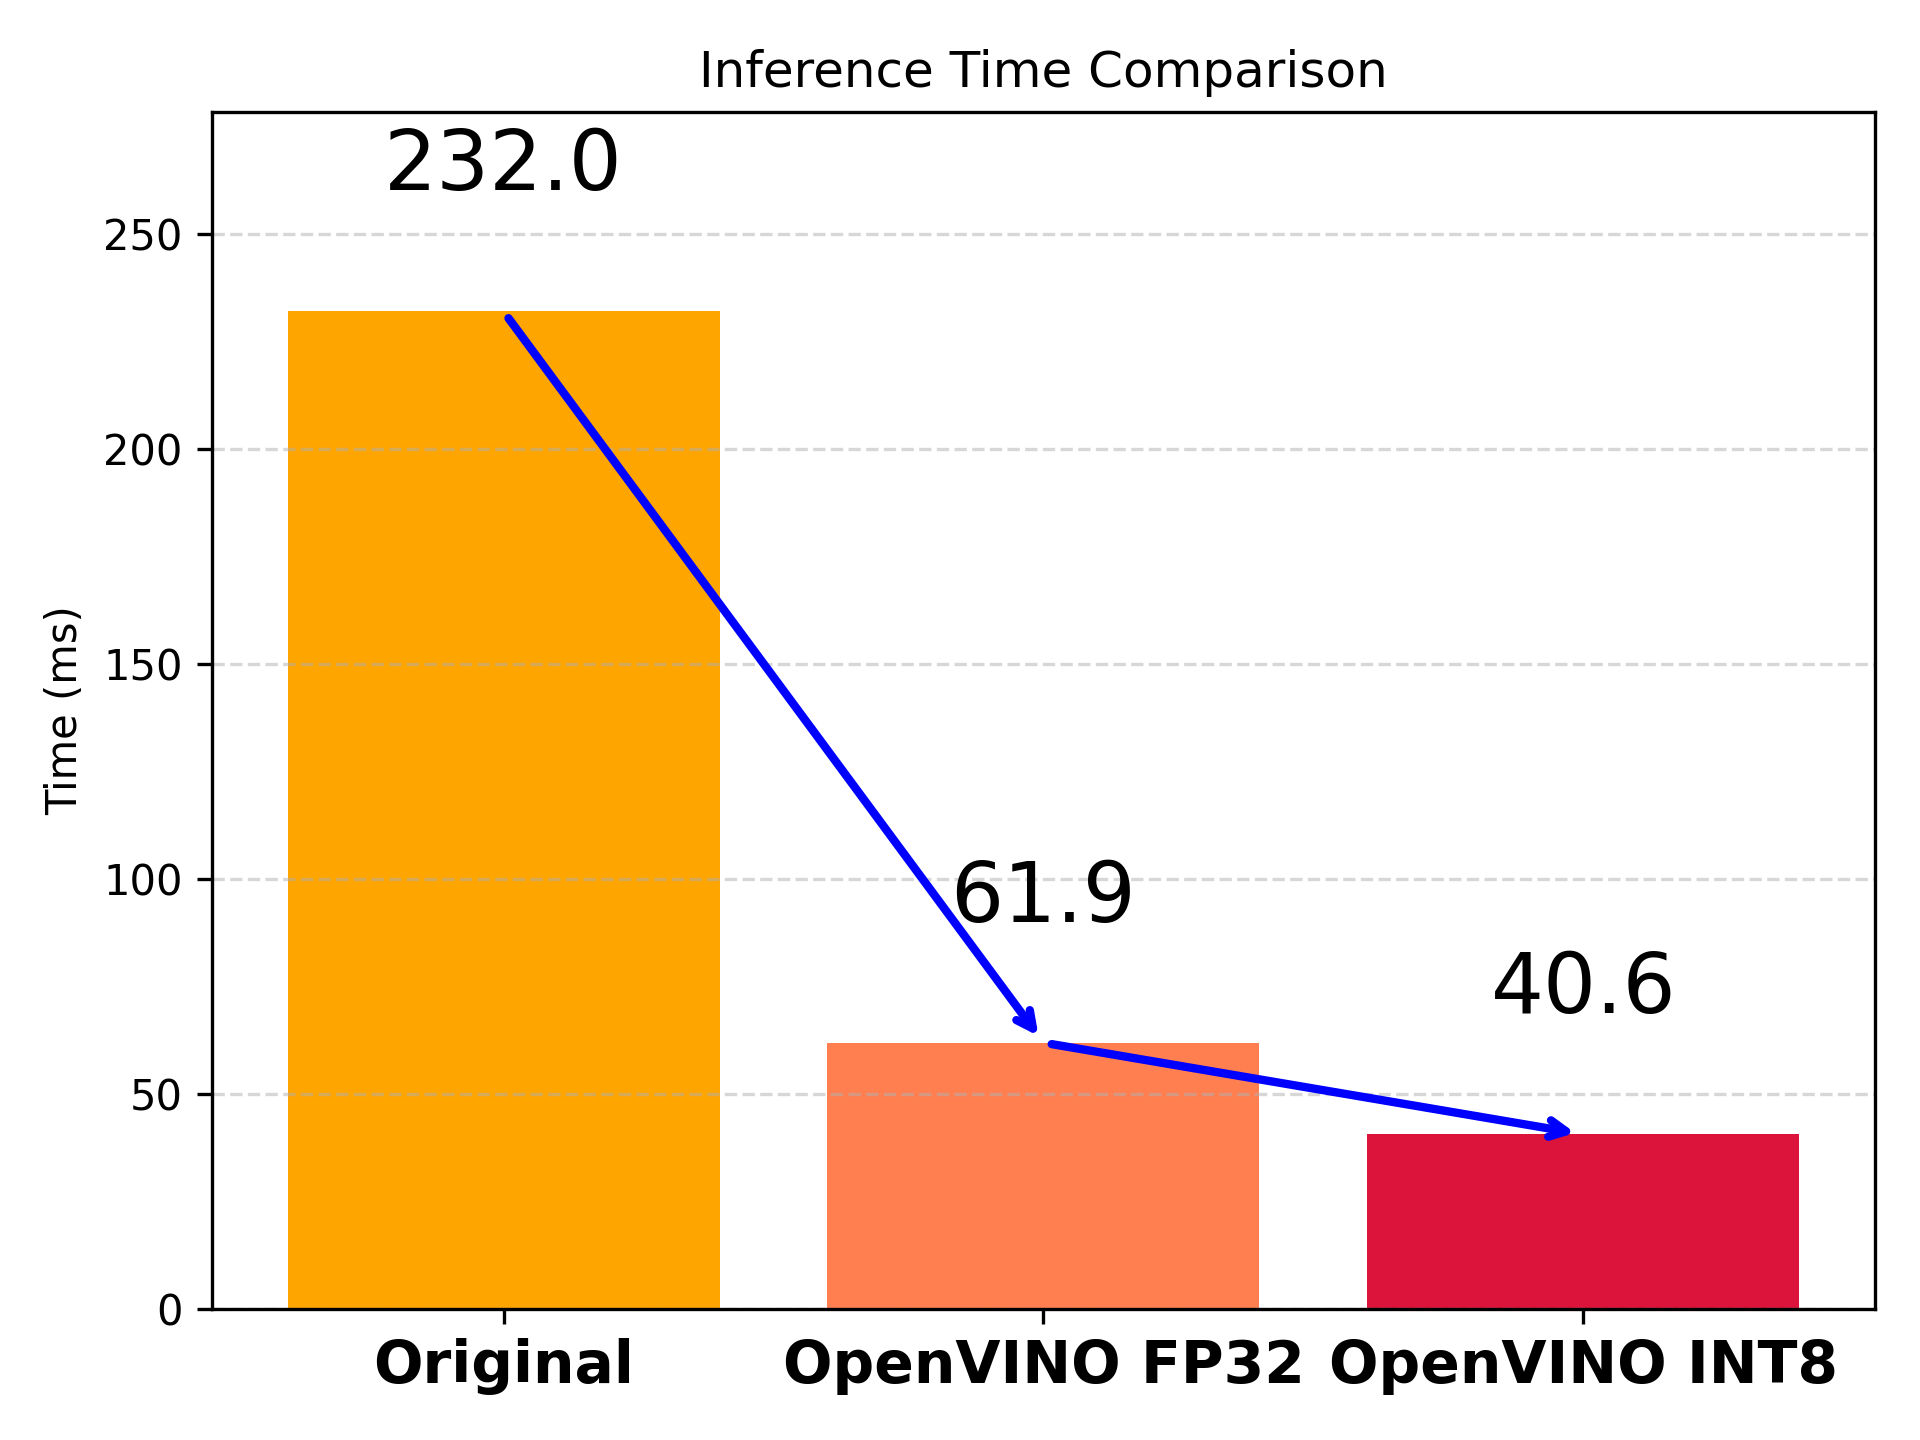 Inference Time Comparison
232.0
250
200
150
100
50
0
Time (ms)
61.9
40.6
Original
OpenVINO FP32
OpenVINO INT8